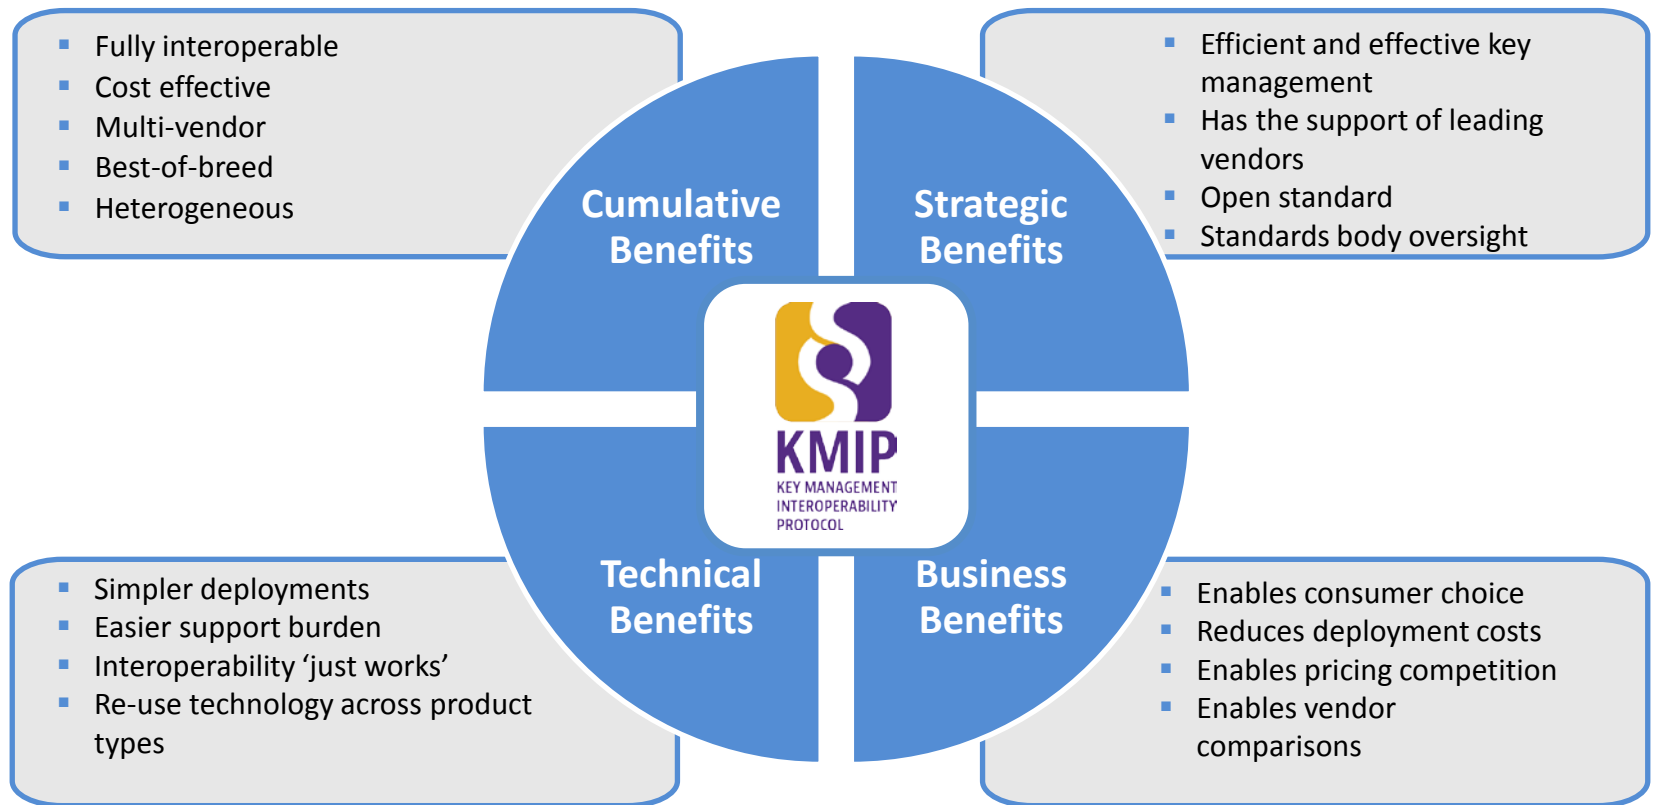 ▪ Fully interoperable
▪ Cost effective
▪ Multi-vendor
▪ Best-of-breed
▪ Heterogeneous
▪ Efficient and effective key
management
▪ Has the support of leading
vendors
▪ Open standard
▪ Standards body oversight
Cumulative
Benefits
Strategic
Benefits
KMIP
KEY MANAGEMENT
INTEROPERABILITY
PROTOCOL
Technical
Benefits
Business
Benefits
▪ Simpler deployments
▪ Easier support burden
▪ Interoperability ‘just works’
▪ Re-use technology across product
types
▪ Enables consumer choice
▪ Reduces deployment costs
▪ Enables pricing competition
▪ Enables vendor
comparisons